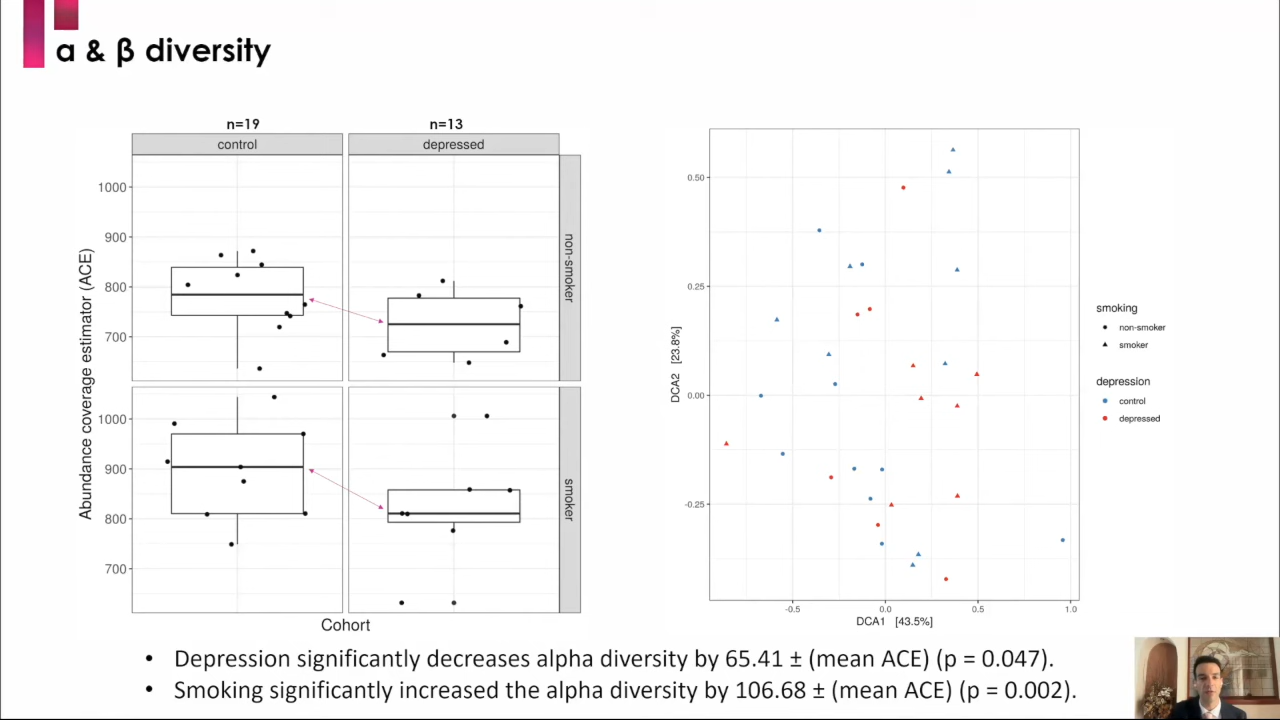 α & β diversity
n=19
n=13
control
depressed
1000
900
800
700
non-smoker
1000
900
800
700
smoker
Abundance coverage estimator (ACE)
Cohort
0.50
0.25
0.00
-0.25
DCA2 [23.8%]
-0.5
0.0
0.5
1.0
DCA1 [43.5%]
smoking
non-smoker
smoker
depression
control
depressed
• Depression significantly decreases alpha diversity by 65.41 ± (mean ACE) (p = 0.047).
• Smoking significantly increased the alpha diversity by 106.68 ± (mean ACE) (p = 0.002).